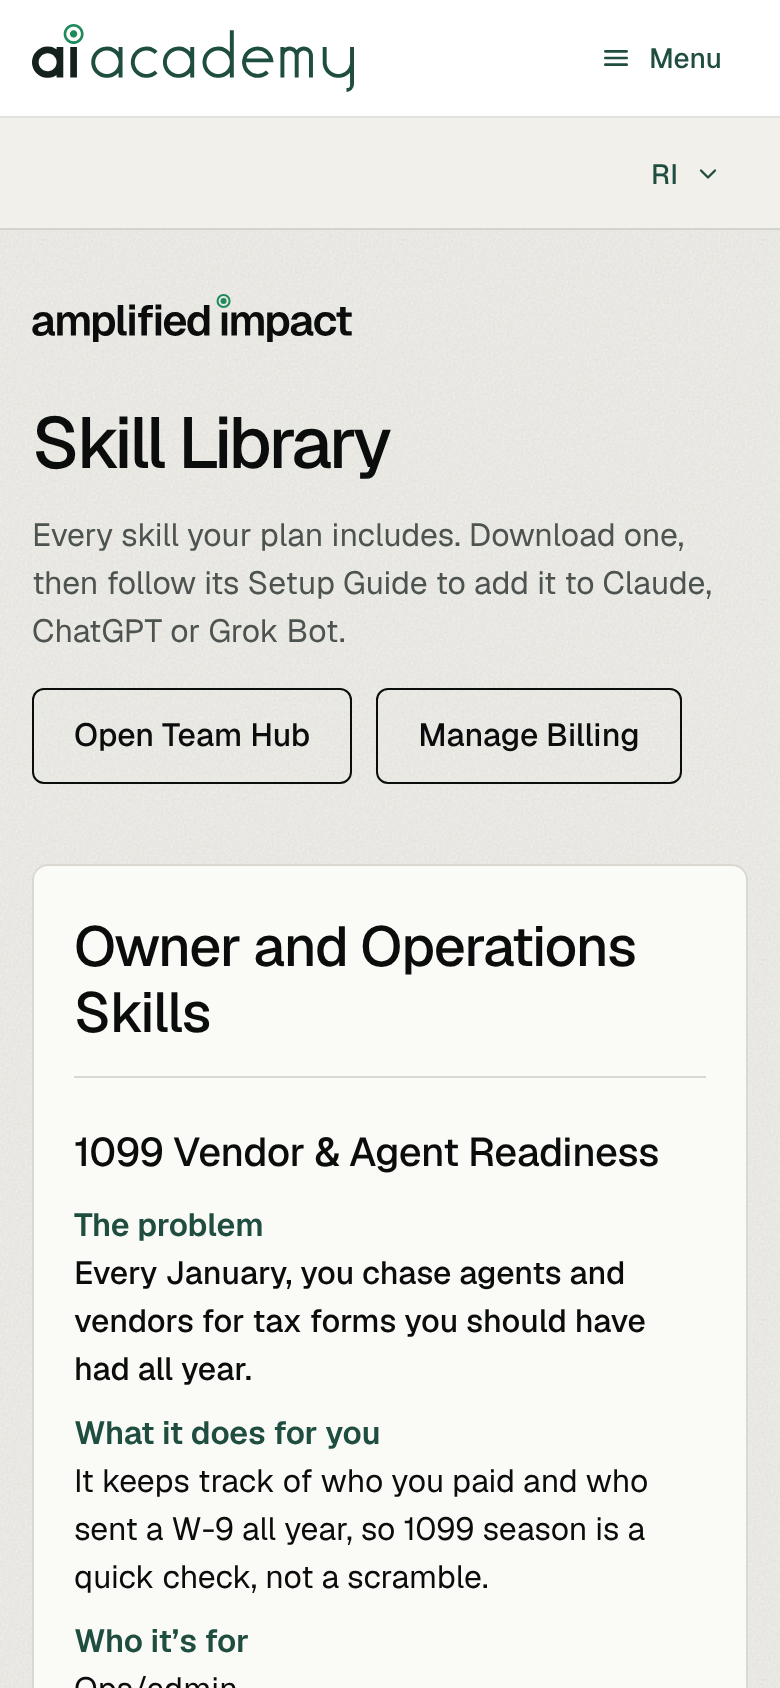 ai academy
Menu
RI
amplified impact
Skill Library
Every skill your plan includes. Download one,
then follow its Setup Guide to add it to Claude,
ChatGPT or Grok Bot.
Open Team Hub
Manage Billing
Owner and Operations
Skills
1099 Vendor & Agent Readiness
The problem
Every January, you chase agents and
vendors for tax forms you should have
had all year.
What it does for you
It keeps track of who you paid and who
sent a W-9 all year, so 1099 season is a
quick check, not a scramble.
Who it’s for
Ops/admin